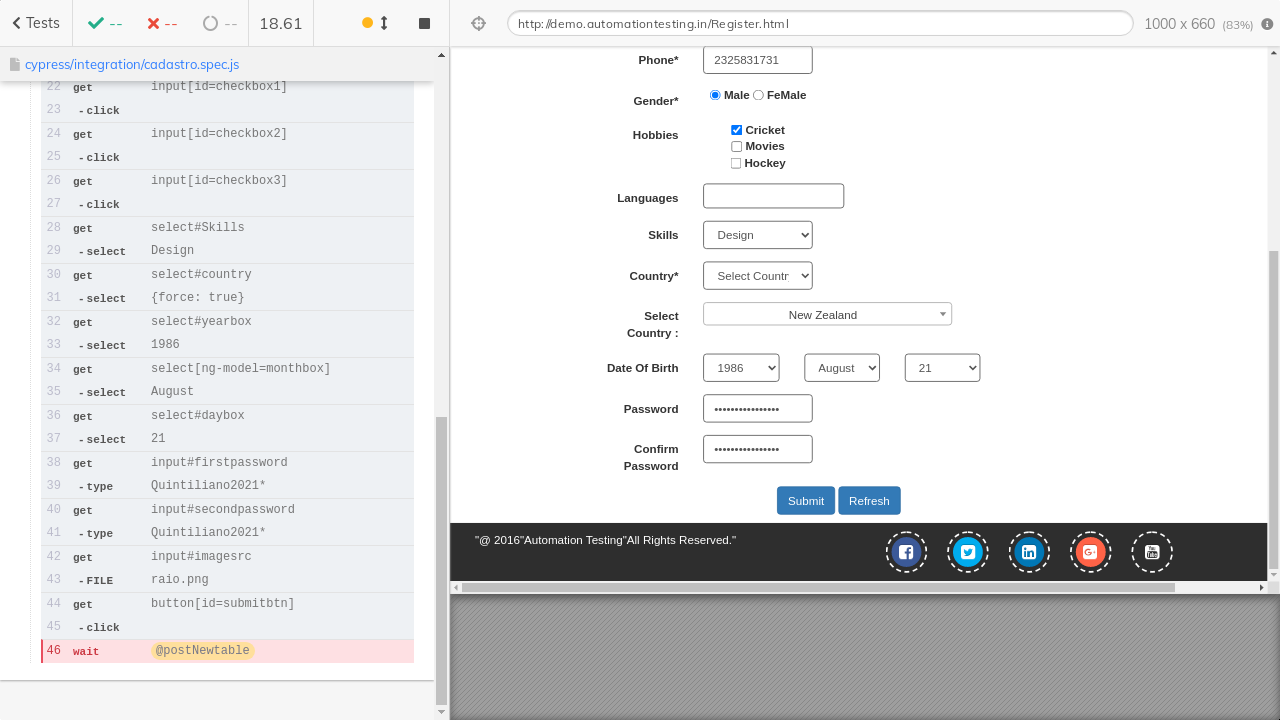 Tests -- -- -- 18.61
http://demo.automationtesting.in/Register.html 1000 x 660 (83%)
cypress/integration/cadastro.spec.js
22 get input[id=checkbox1]
23 -click
24 get input[id=checkbox2]
25 -click
26 get input[id=checkbox3]
27 -click
28 get select#Skills
29 -select Design
30 get select#country
31 -select {force: true}
32 get select#yearbox
33 -select 1986
34 get select[ng-model=monthbox]
35 -select August
36 get select#daybox
37 -select 21
38 get input#firstpassword
39 -type Quintiliano2021*
40 get input#secondpassword
41 -type Quintiliano2021*
42 get input#imagesrc
43 -FILE raio.png
44 get button[id=submitbtn]
45 -click
46 wait @postNewtable
Phone* 2325831731
Gender* Male FeMale
Hobbies Cricket
Movies
Hockey
Languages
Skills Design
Country* Select Countr
Select
Country : New Zealand
Date Of Birth 1986 August 21
Password ••••••••••••••••
Confirm
Password ••••••••••••••••
Submit Refresh
"@ 2016"Automation Testing"All Rights Reserved."
You
Tube